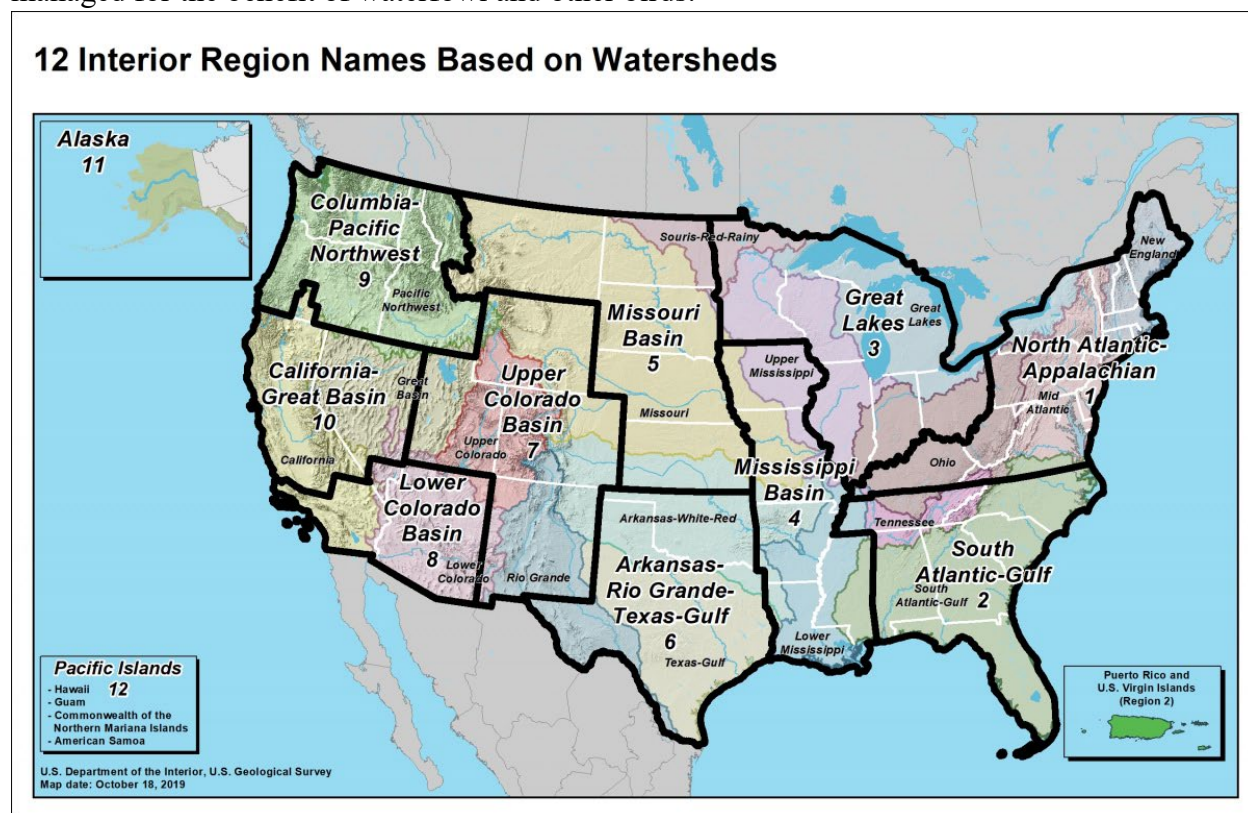 managed for the benefit of waterfowl and other birds.
12 Interior Region Names Based on Watersheds
Alaska
11
Columbia-
Pacific
Northwest
9
Pacific
Northwest
Souris-Red-Rainy
Missouri
Basin
5
Missouri
Great
Lakes
3
Great
Lakes
New
England
North Atlantic-
Appalachian
1
Mid
Atlantic
California-
Great Basin
10
Great
Basin
California
Upper
Colorado
Basin
7
Upper
Colorado
Upper
Mississippi
Ohio
Lower
Colorado
Basin
8
Lower
Colorado
Rio Grande
Mississippi
Basin
4
Arkansas-White-Red
Tennessee
Arkansas-
Rio Grande-
Texas-Gulf
6
Texas-Gulf
Lower
Mississippi
South
Atlantic-Gulf
2
South
Atlantic-Gulf
Pacific Islands
12
- Hawaii
- Guam
- Commonwealth of the
Northern Mariana Islands
- American Samoa
Puerto Rico and
U.S. Virgin Islands
(Region 2)
U.S. Department of the Interior, U.S. Geological Survey
Map date: October 18, 2019